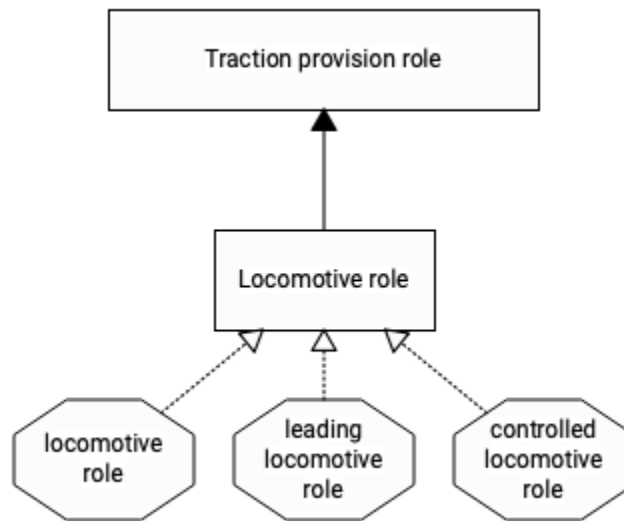 Traction provision role
Locomotive role
locomotive
role
leading
locomotive
role
controlled
locomotive
role